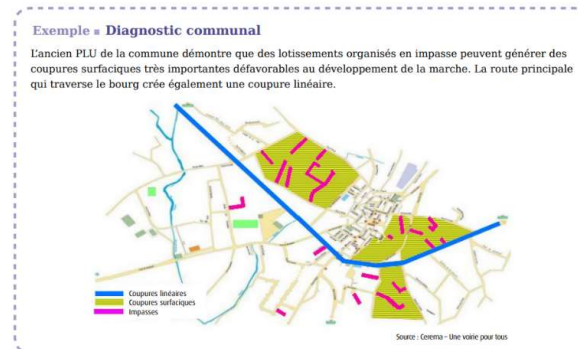 Exemple ▪ Diagnostic communal
L'ancien PLU de la commune démontre que des lotissements organisés en impasse peuvent générer des
coupures surfaciques très importantes défavorables au développement de la marche. La route principale
qui traverse le bourg crée également une coupure linéaire.
Coupures linéaires
Coupures surfaciques
Impasses
Source : Cerema – Une voirie pour tous